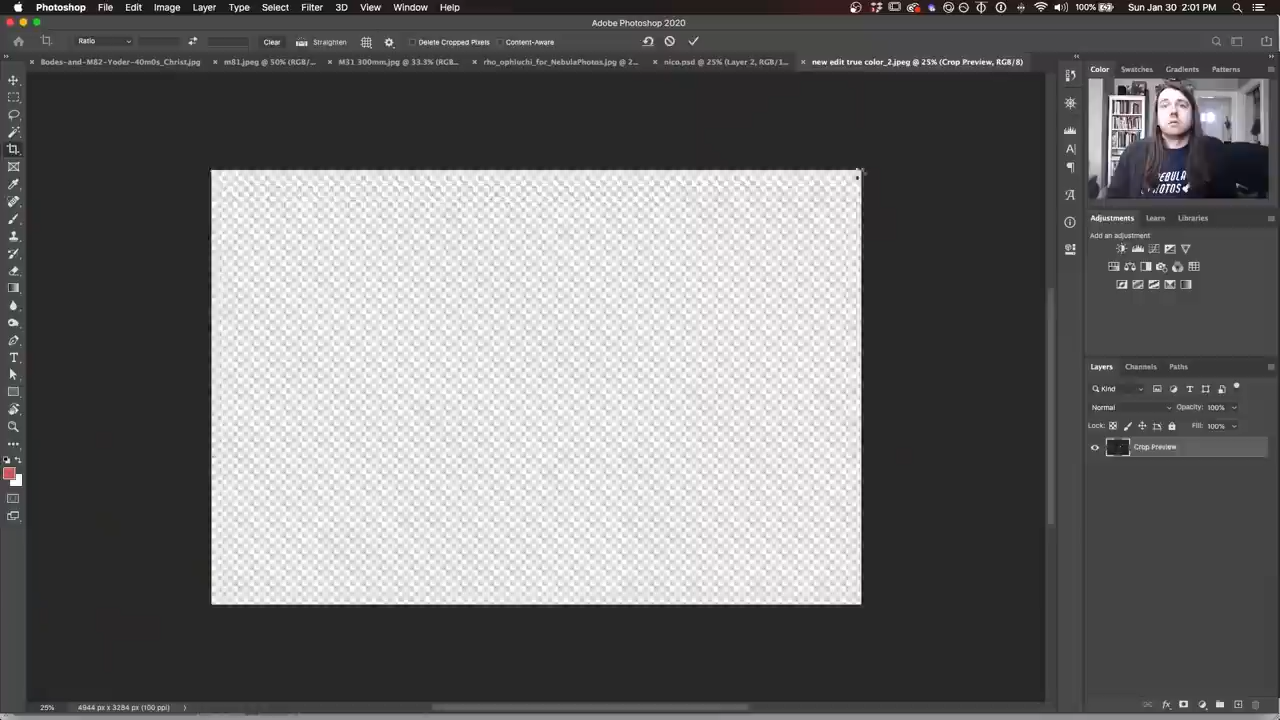 Photoshop File Edit Image Layer Type Select Filter 3D View Window Help 100% Sun Jan 30 2:01 PM
Adobe Photoshop 2020
Ratio Clear Straighten Delete Cropped Pixels Content-Aware
Bodes-and-M82-Yoder-40m0s_Christ.jpg m81.jpeg @ 50% (RGB/... M31 300mm.jpg @ 33.3% (RGB... rho_ophiuchi_for_NebulaPhotos.jpg @ 2... nico.psd @ 25% (Layer 2, RGB/1... new edit true color_2.jpeg @ 25% (Crop Preview, RGB/8)
Color Swatches Gradients Patterns
NEBULA
PHOTOS
Adjustments Learn Libraries
Add an adjustment
Layers Channels Paths
Kind
Normal Opacity: 100%
Lock: Fill: 100%
Crop Preview
25% 4944 px x 3284 px (100 ppi)